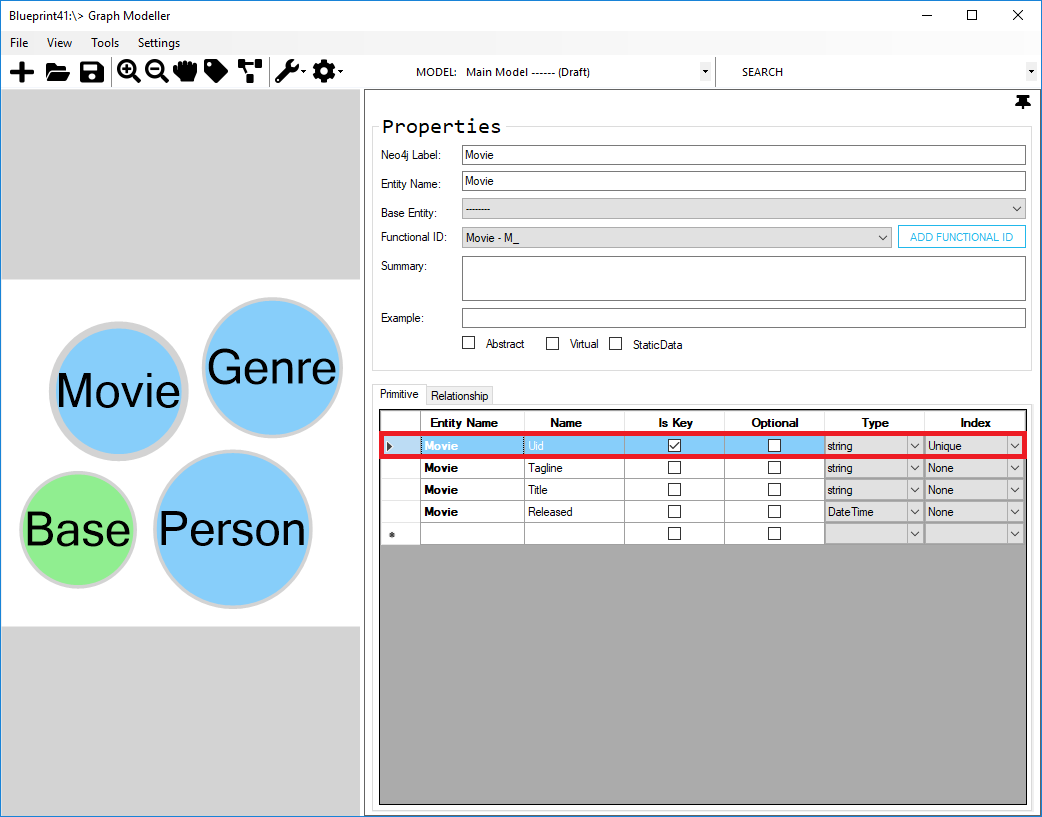 Blueprint41:\> Graph Modeller
File View Tools Settings
MODEL: Main Model ------ (Draft) SEARCH
Properties
Neo4j Label: Movie
Entity Name: Movie
Base Entity: --------
Functional ID: Movie - M_ ADD FUNCTIONAL ID
Summary:
Example:
Abstract Virtual StaticData
Primitive Relationship
Entity Name Name Is Key Optional Type Index
Movie Uid string Unique
Movie Tagline string None
Movie Title string None
Movie Released DateTime None
Movie
Genre
Base
Person